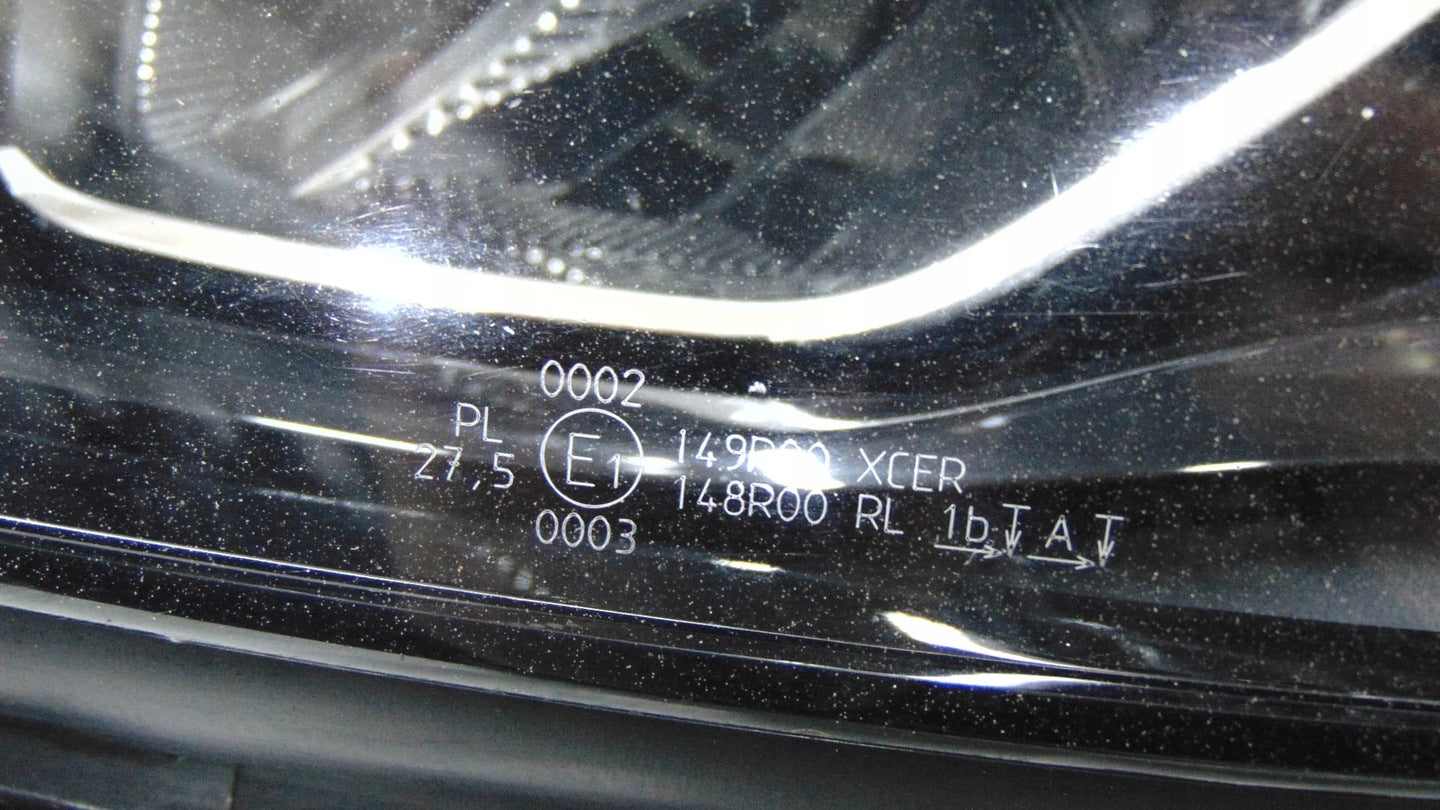 0002
PL
27,5
E1
149R00 XCER
148R00 RL 1b A
0003